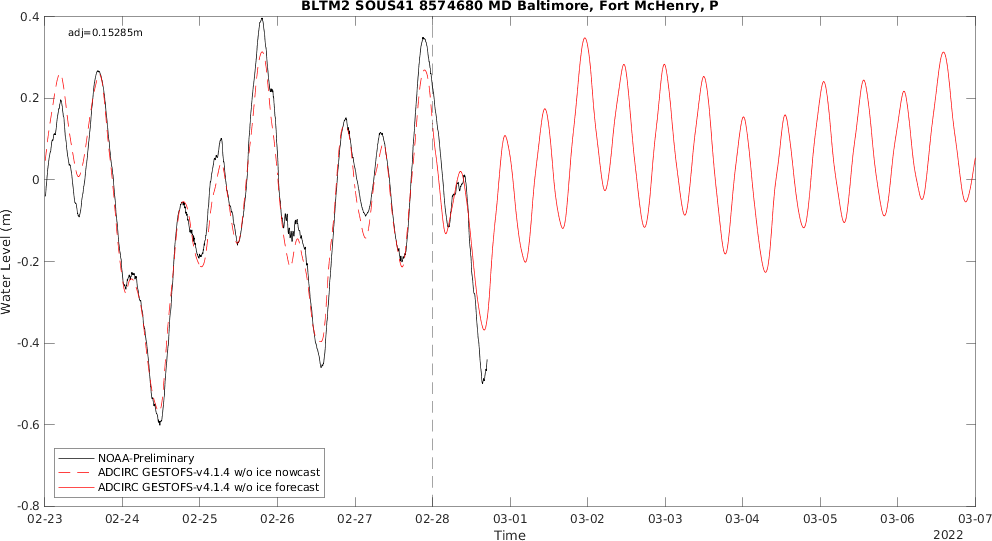 BLTM2 SOUS41 8574680 MD Baltimore, Fort McHenry, P
adj=0.15285m
0.4
0.2
0
-0.2
-0.4
-0.6
-0.8
Water Level (m)
NOAA-Preliminary
ADCIRC GESTOFS-v4.1.4 w/o ice nowcast
ADCIRC GESTOFS-v4.1.4 w/o ice forecast
02-23 02-24 02-25 02-26 02-27 02-28 03-01 03-02 03-03 03-04 03-05 03-06 03-07
Time
2022